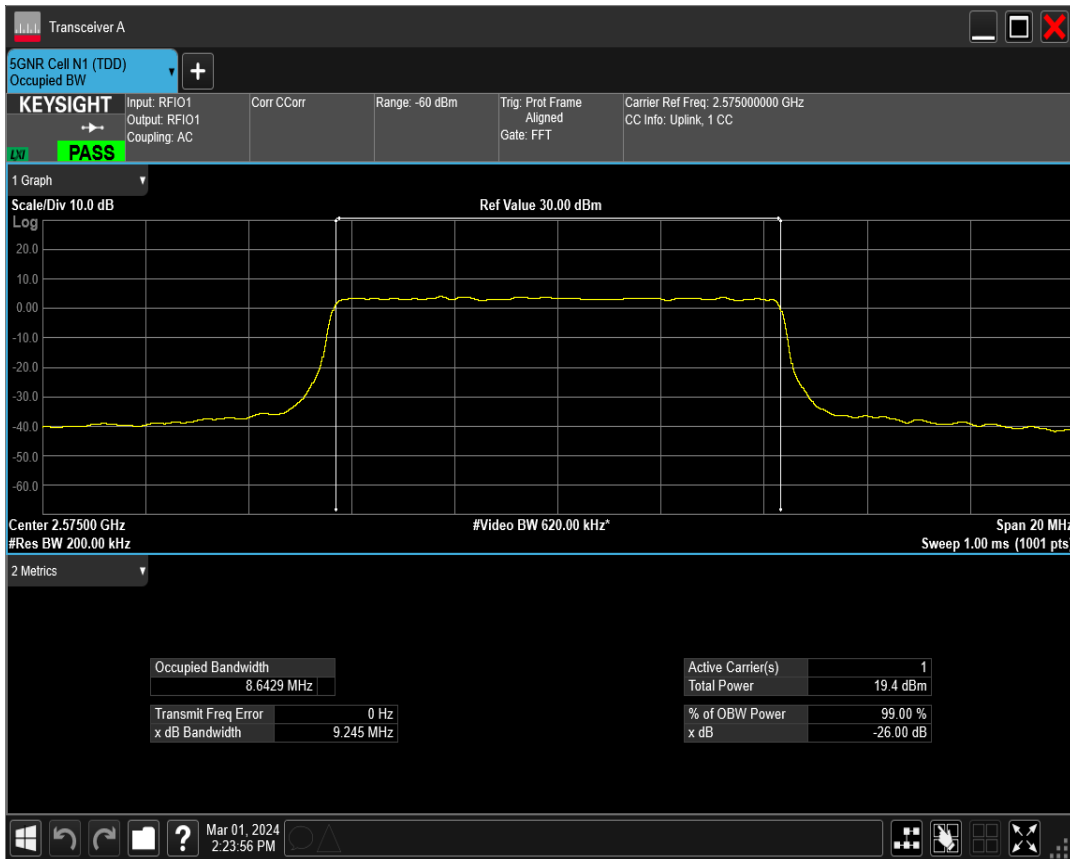 Transceiver A
5GNR Cell N1 (TDD)
Occupied BW
+
KEYSIGHT
LXI
PASS
Input: RFIO1
Output: RFIO1
Coupling: AC
Corr CCorr
Range: -60 dBm
Trig: Prot Frame
Aligned
Gate: FFT
Carrier Ref Freq: 2.575000000 GHz
CC Info: Uplink, 1 CC
1 Graph
Scale/Div 10.0 dB
Ref Value 30.00 dBm
Log
20.0
10.0
0.00
-10.0
-20.0
-30.0
-40.0
-50.0
-60.0
Center 2.57500 GHz
#Video BW 620.00 kHz*
Span 20 MHz
#Res BW 200.00 kHz
Sweep 1.00 ms (1001 pts)
2 Metrics
Occupied Bandwidth
8.6429 MHz
Active Carrier(s) 1
Total Power 19.4 dBm
Transmit Freq Error 0 Hz
x dB Bandwidth 9.245 MHz
% of OBW Power 99.00 %
x dB -26.00 dB
?
Mar 01, 2024
2:23:56 PM